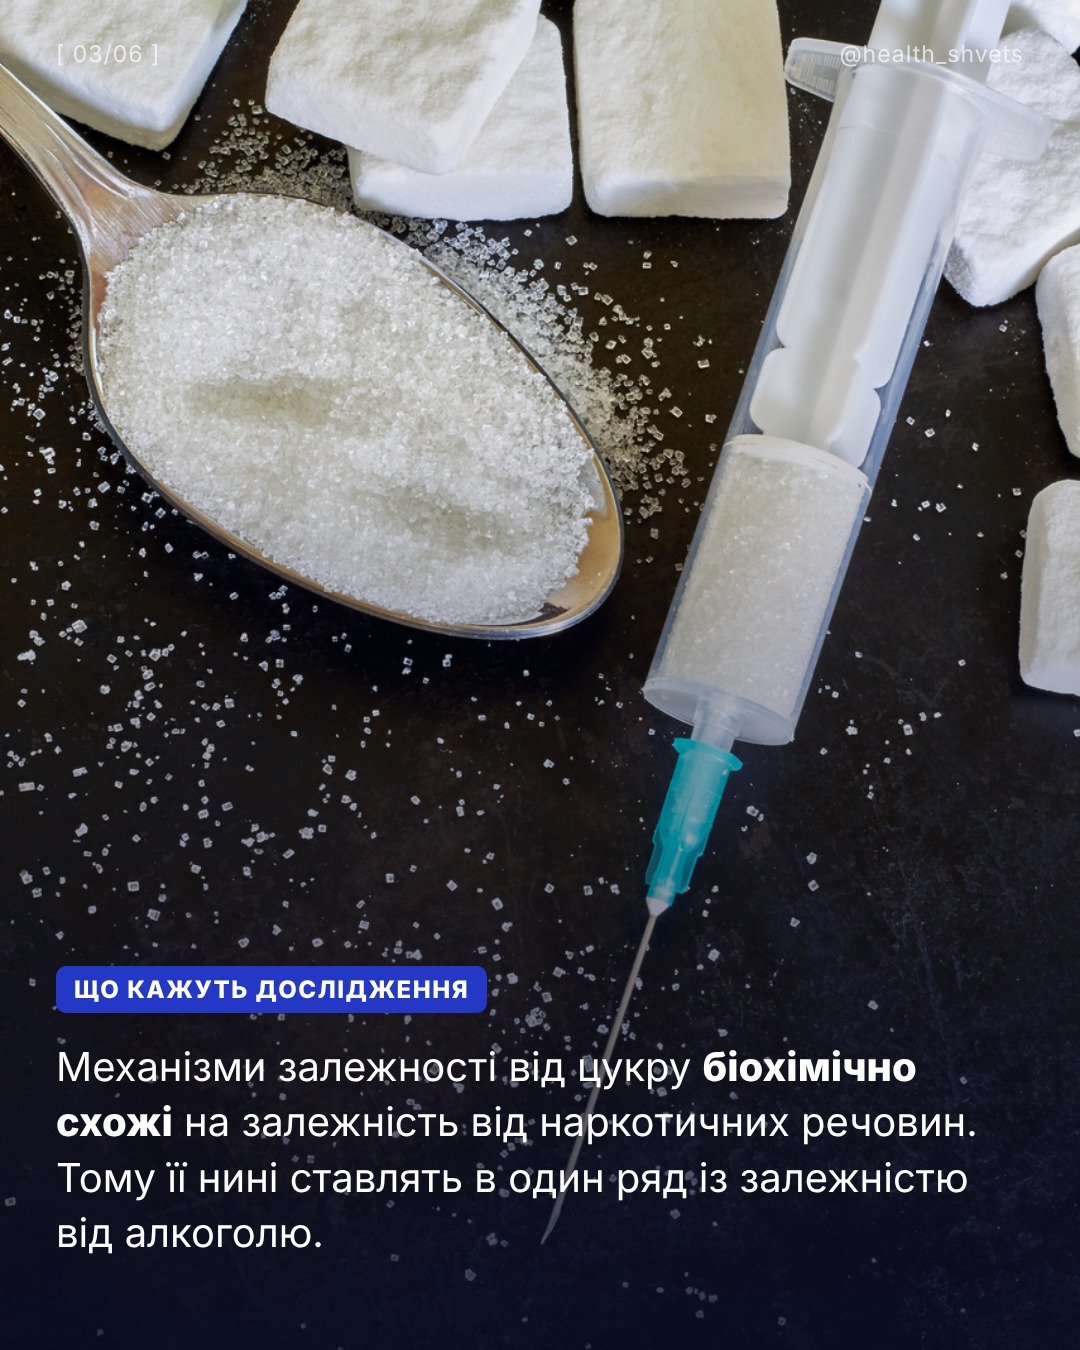 [ 03/06 ]
@health_shvets
ЩО КАЖУТЬ ДОСЛІДЖЕННЯ
Механізми залежності від цукру біохімічно
схожі на залежність від наркотичних речовин.
Тому її нині ставлять в один ряд із залежністю
від алкоголю.